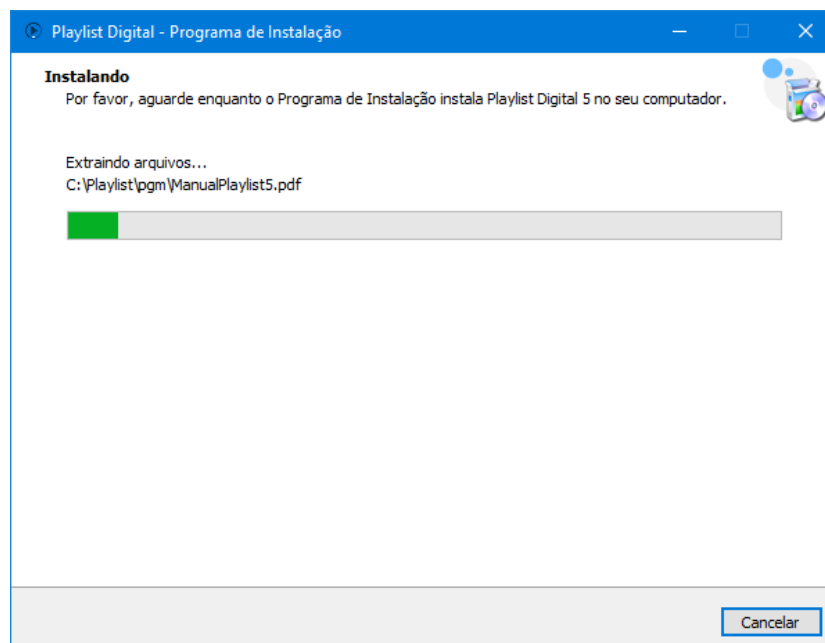 Playlist Digital - Programa de Instalação
Instalando
Por favor, aguarde enquanto o Programa de Instalação instala Playlist Digital 5 no seu computador.
Extraindo arquivos...
C:\Playlist\pgm\ManualPlaylist5.pdf
Cancelar